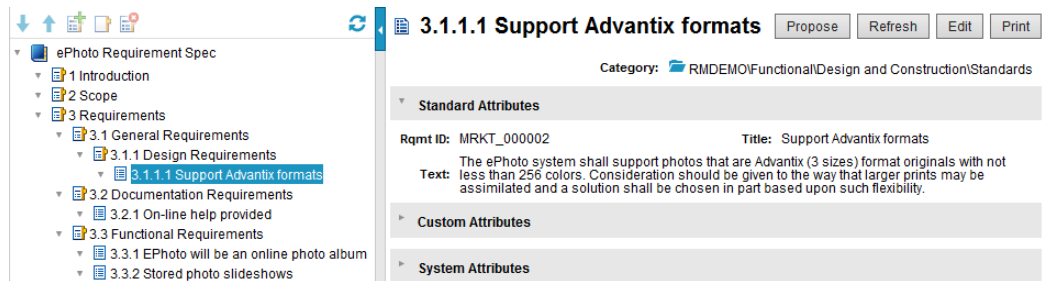 ePhoto Requirement Spec
1 Introduction
2 Scope
3 Requirements
3.1 General Requirements
3.1.1 Design Requirements
3.1.1.1 Support Advantix formats
3.2 Documentation Requirements
3.2.1 On-line help provided
3.3 Functional Requirements
3.3.1 EPhoto will be an online photo album
3.3.2 Stored photo slideshows
3.1.1.1 Support Advantix formats Propose Refresh Edit Print
Category: RMDEMO\Functional\Design and Construction\Standards
Standard Attributes
Rqmt ID: MRKT_000002 Title: Support Advantix formats
Text: The ePhoto system shall support photos that are Advantix (3 sizes) format originals with not
less than 256 colors. Consideration should be given to the way that larger prints may be
assimilated and a solution shall be chosen in part based upon such flexibility.
Custom Attributes
System Attributes